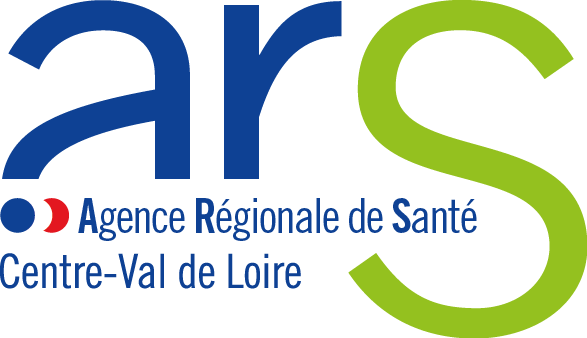 ars
Agence Régionale de Santé
Centre-Val de Loire